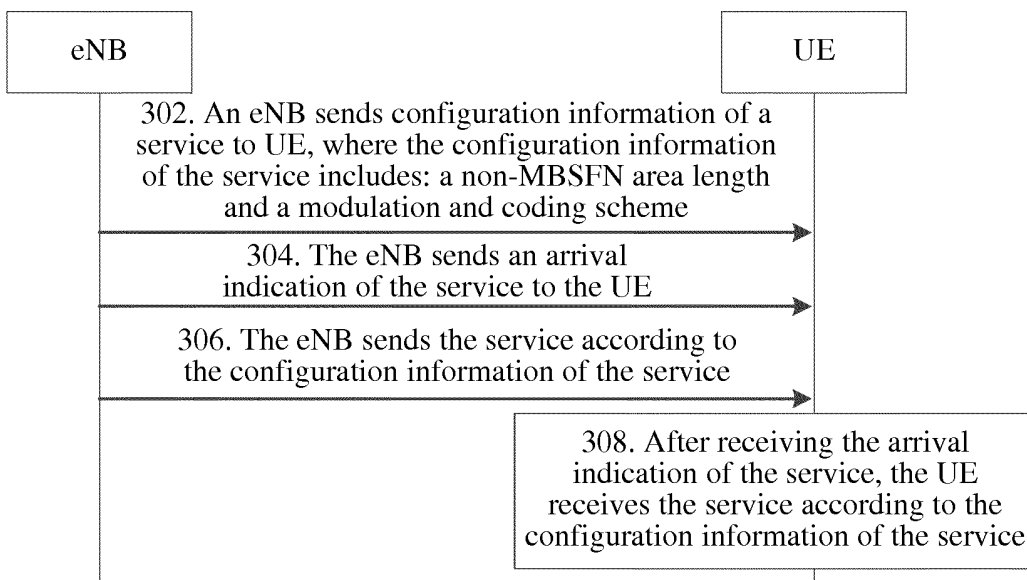 eNB
UE
302. An eNB sends configuration information of a
service to UE, where the configuration information
of the service includes: a non-MBSFN area length
and a modulation and coding scheme
304. The eNB sends an arrival
indication of the service to the UE
306. The eNB sends the service according to
the configuration information of the service
308. After receiving the arrival
indication of the service, the UE
receives the service according to the
configuration information of the service